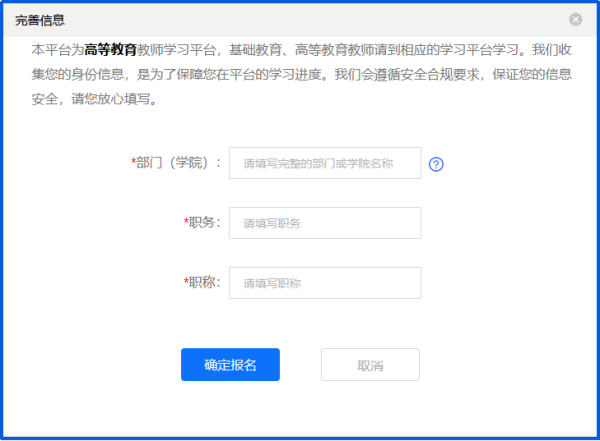 完善信息
本平台为高等教育教师学习平台，基础教育、高等教育教师请到相应的学习平台学习。我们收
集您的身份信息，是为了保障您在平台的学习进度。我们会遵循安全合规要求，保证您的信息
安全，请您放心填写。
*部门（学院）： 请填写完整的部门或学院名称 ?
*职务： 请填写职务
*职称： 请填写职称
确定报名 取消